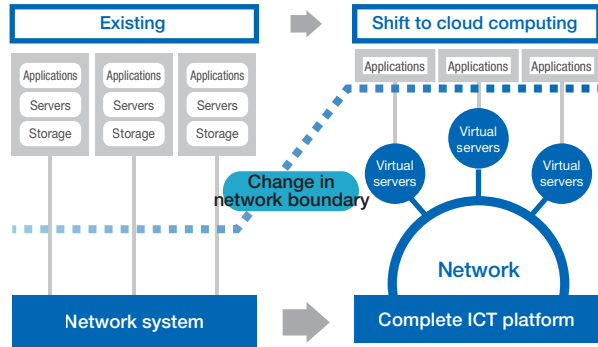 Existing
Shift to cloud computing
Applications
Applications
Applications
Servers
Servers
Servers
Storage
Storage
Storage
Applications
Applications
Applications
Virtual
servers
Virtual
servers
Virtual
servers
Change in
network boundary
Network
Network system
Complete ICT platform